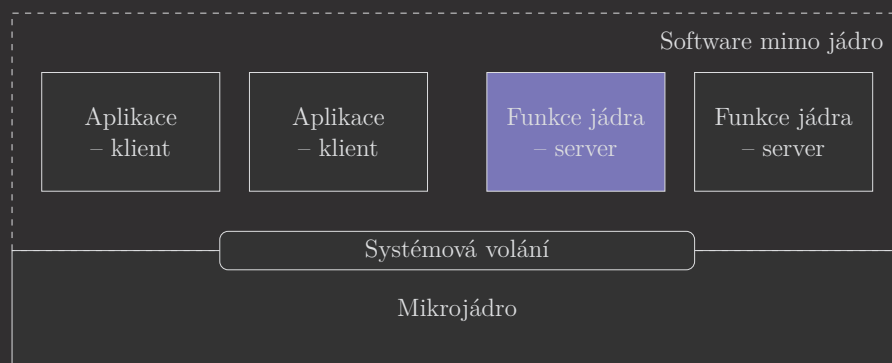 Software mimo jádro
Aplikace
– klient
Aplikace
– klient
Funkce jádra
– server
Funkce jádra
– server
Systémová volání
Mikrojádro